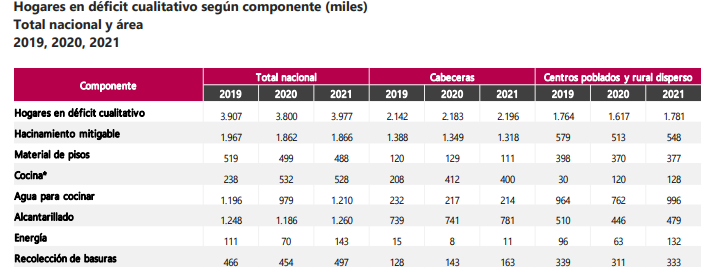 Hogares en déficit cualitativo según componente (miles)
Total nacional y área
2019, 2020, 2021
Componente Total nacional Cabeceras Centros poblados y rural disperso
2019 2020 2021 2019 2020 2021 2019 2020 2021
Hogares en déficit cualitativo 3.907 3.800 3.977 2.142 2.183 2.196 1.764 1.617 1.781
Hacinamiento mitigable 1.967 1.862 1.866 1.388 1.349 1.318 579 513 548
Material de pisos 519 499 488 120 129 111 398 370 377
Cocina* 238 532 528 208 412 400 30 120 128
Agua para cocinar 1.196 979 1.210 232 217 214 964 762 996
Alcantarillado 1.248 1.186 1.260 739 741 781 510 446 479
Energía 111 70 143 15 8 11 96 63 132
Recolección de basuras 466 454 497 128 143 163 339 311 333